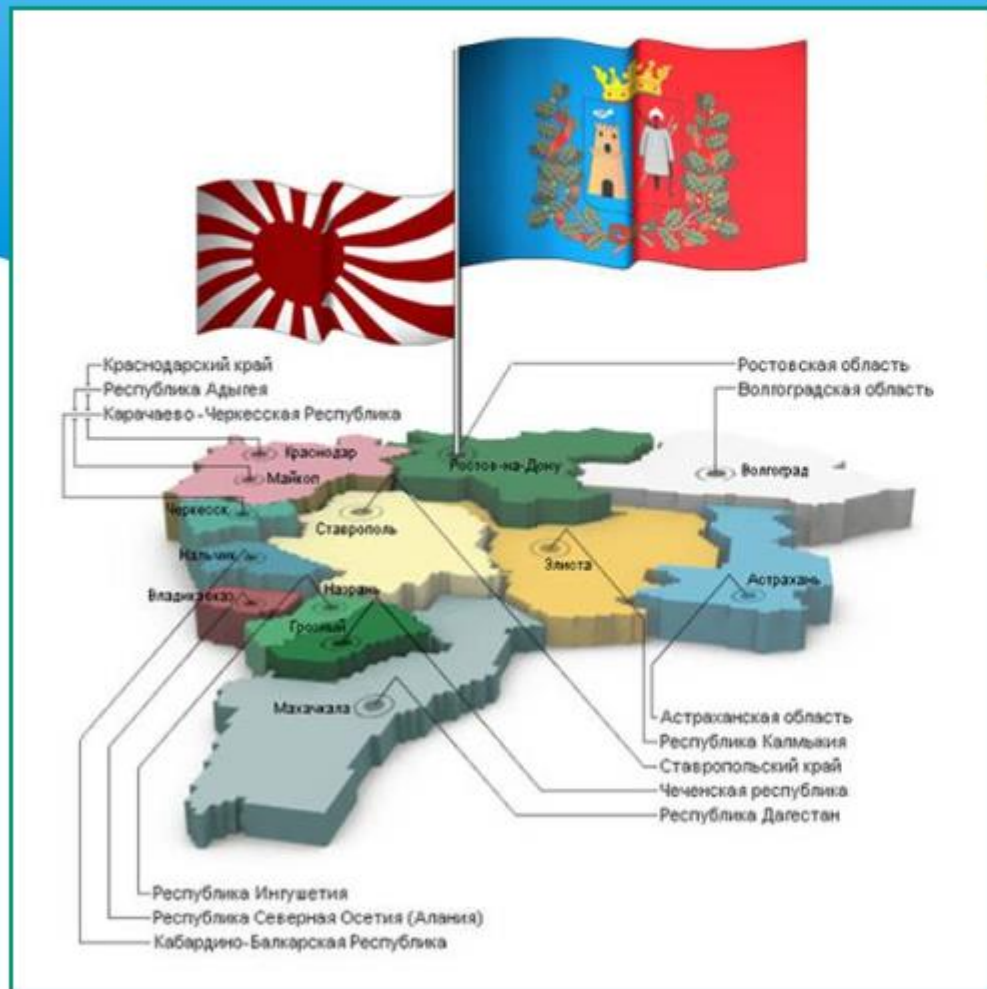 Краснодарский край
Республика Адыгея
Карачаево-Черкесская Республика
Ростовская область
Волгоградская область
Краснодар
Майкоп
Черкесск
Ставрополь
Ростов-на-Дону
Волгоград
Нальчик
Элиста
Астрахань
Владикавказ
Назрань
Грозный
Махачкала
Астраханская область
Республика Калмыкия
Ставропольский край
Чеченская республика
Республика Дагестан
Республика Ингушетия
Республика Северная Осетия (Алания)
Кабардино-Балкарская Республика